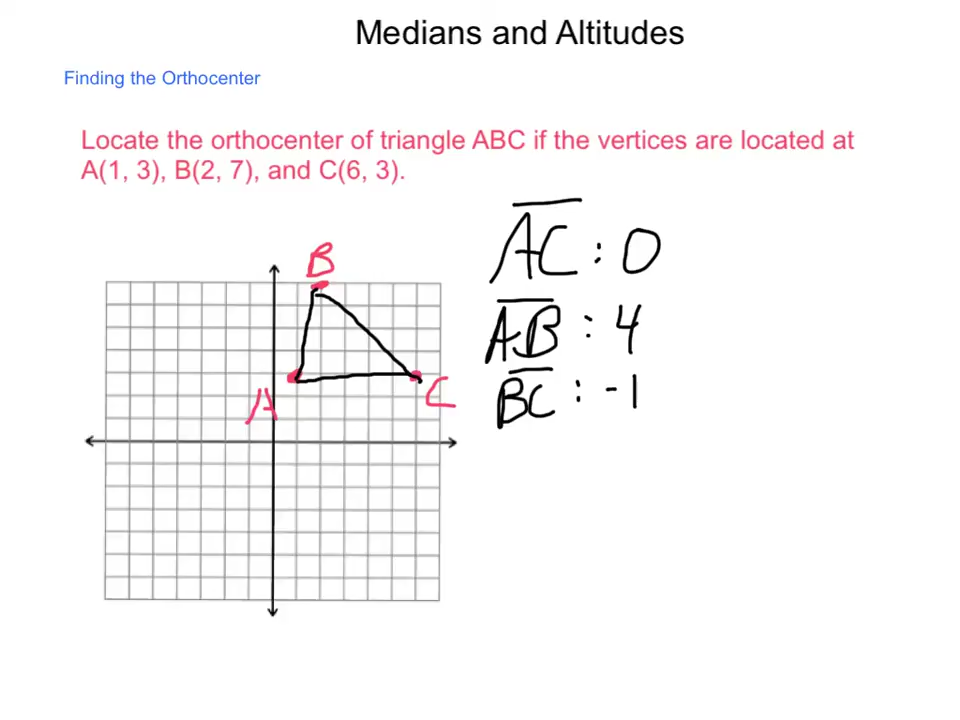 Medians and Altitudes
Finding the Orthocenter
Locate the orthocenter of triangle ABC if the vertices are located at
A(1, 3), B(2, 7), and C(6, 3).
AC : 0
B
AB : 4
BC : -1
A
C